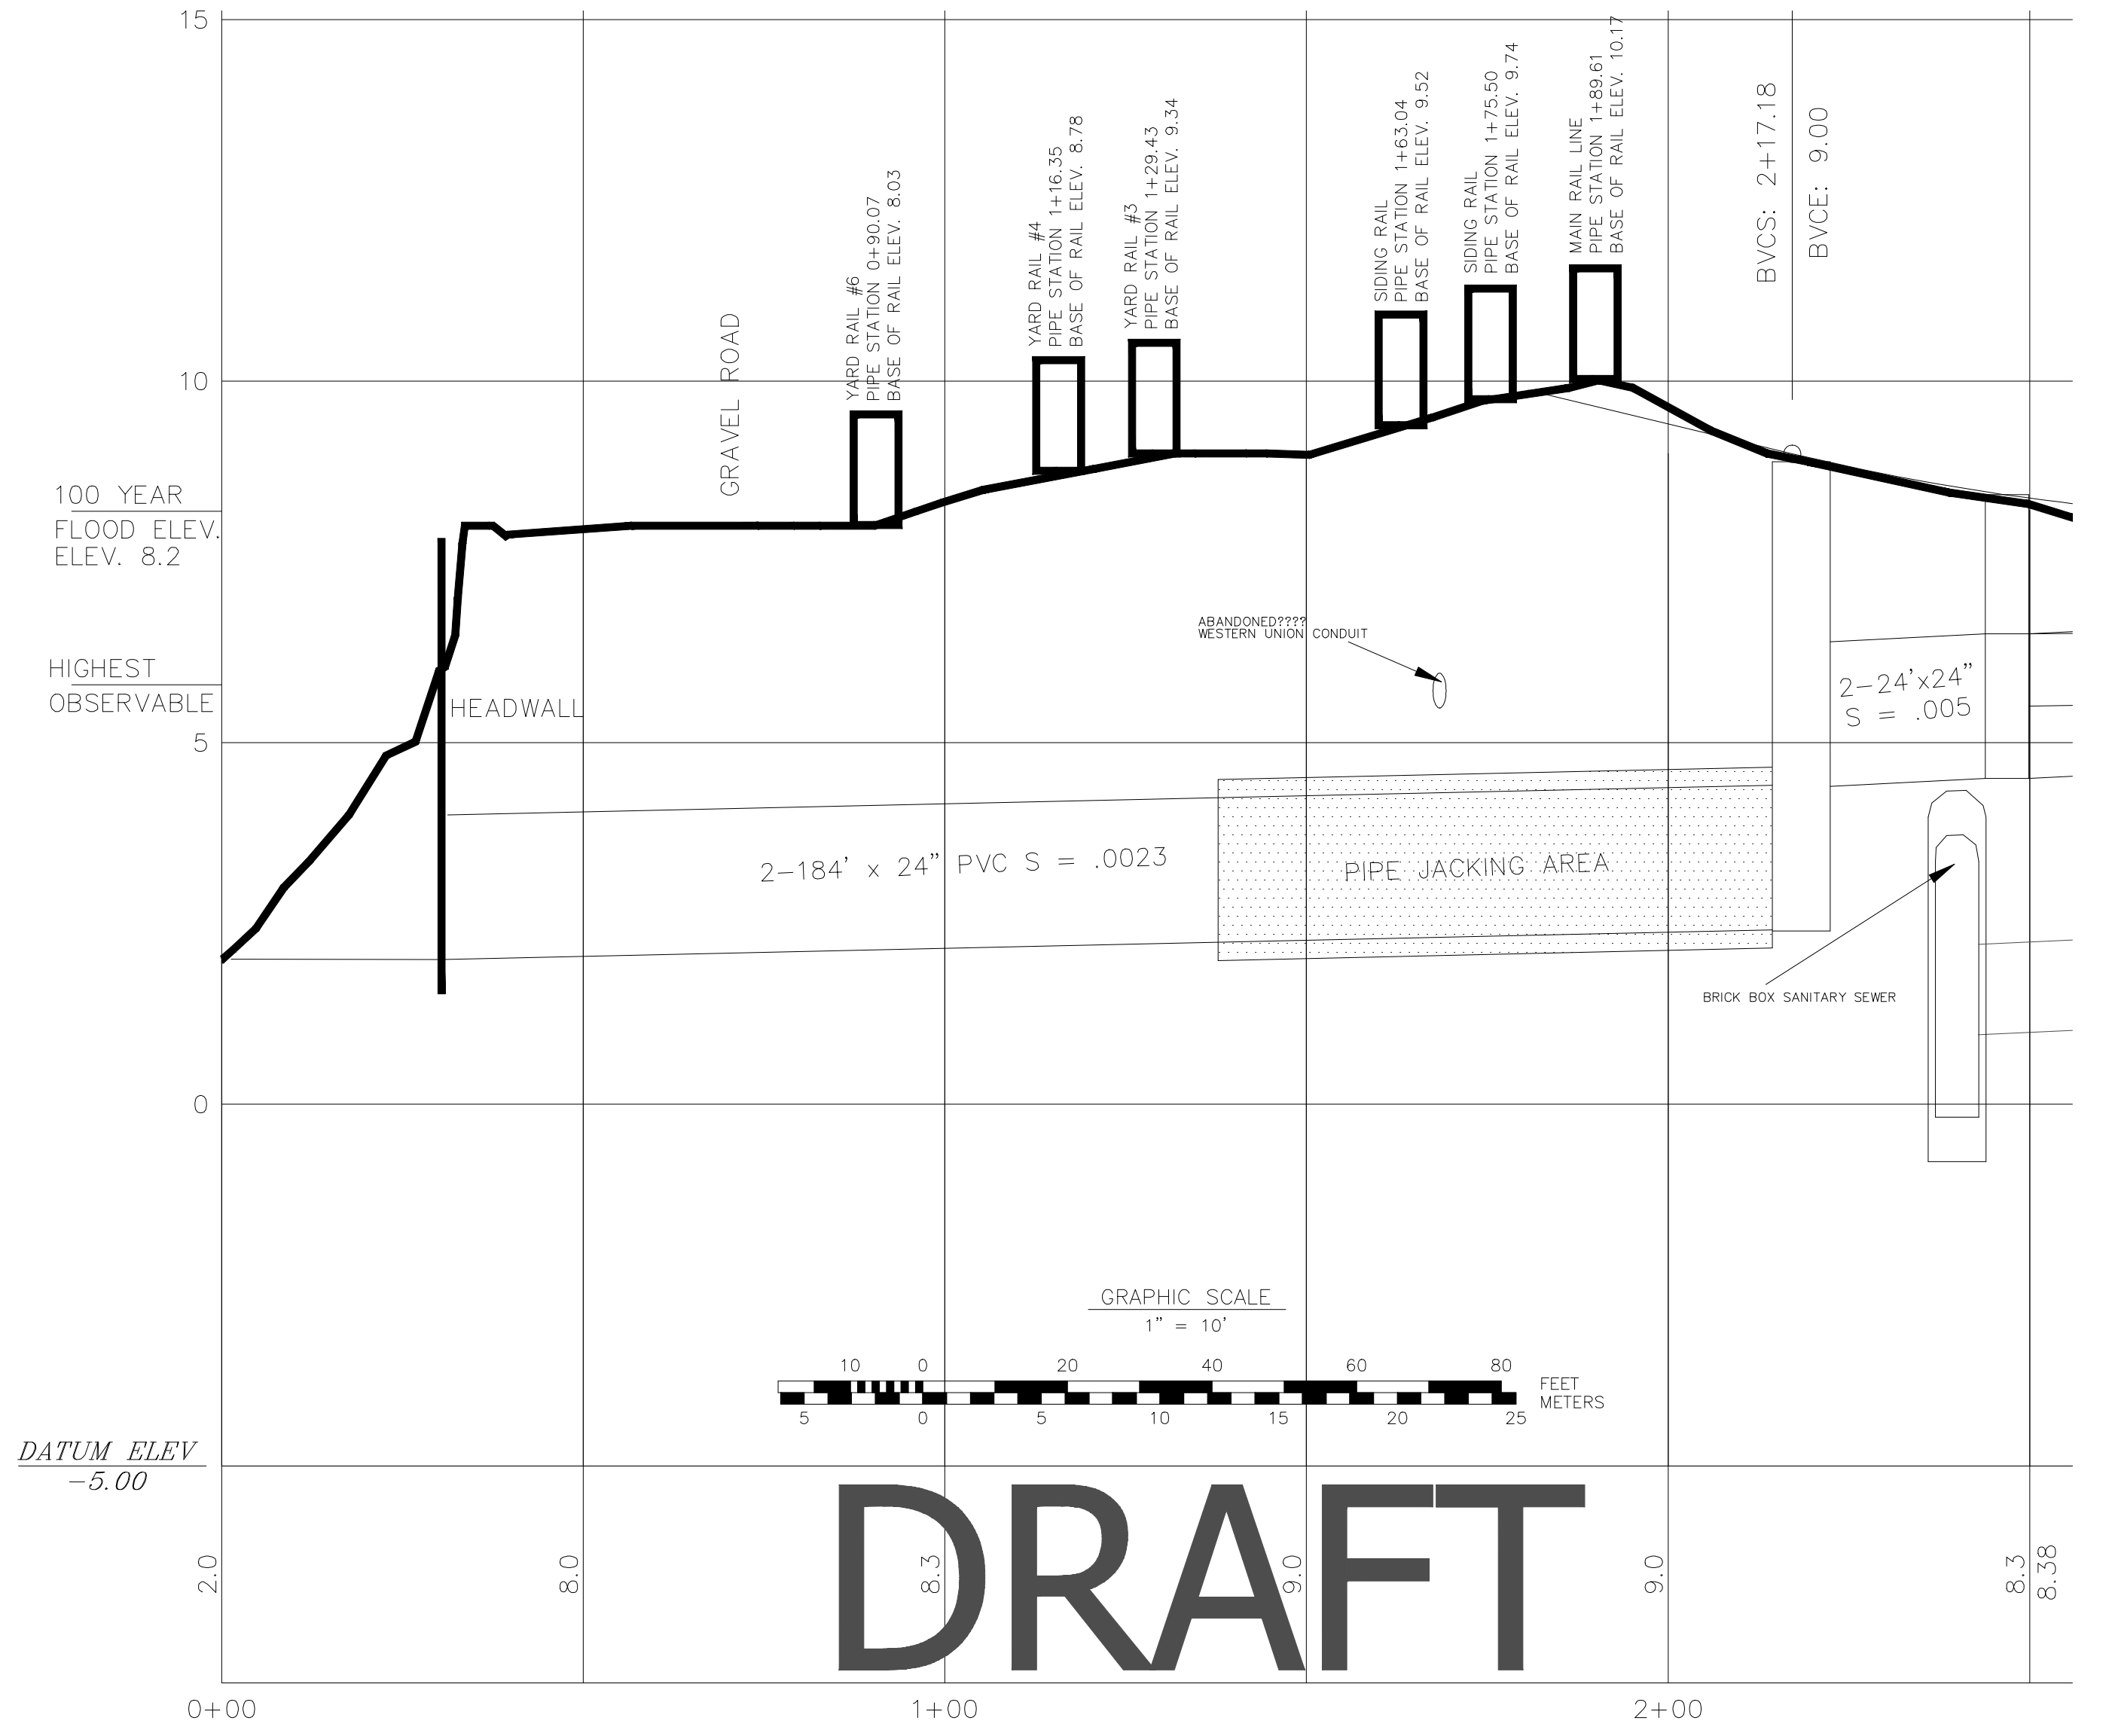 15
10
5
0
100 YEAR
FLOOD ELEV.
ELEV. 8.2
HIGHEST
OBSERVABLE
HEADWALL
GRAVEL ROAD
YARD RAIL #6
PIPE STATION 0+90.07
BASE OF RAIL ELEV. 8.03
YARD RAIL #4
PIPE STATION 1+16.35
BASE OF RAIL ELEV. 8.78
YARD RAIL #3
PIPE STATION 1+29.43
BASE OF RAIL ELEV. 9.34
SIDING RAIL
PIPE STATION 1+63.04
BASE OF RAIL ELEV. 9.52
SIDING RAIL
PIPE STATION 1+75.50
BASE OF RAIL ELEV. 9.74
MAIN RAIL LINE
PIPE STATION 1+89.61
BASE OF RAIL ELEV. 10.17
BVCS: 2+17.18
BVCE: 9.00
ABANDONED????
WESTERN UNION CONDUIT
2-24'x24"
S = .005
2-184' x 24" PVC S = .0023
PIPE JACKING AREA
BRICK BOX SANITARY SEWER
GRAPHIC SCALE
1" = 10'
10 0 20 40 60 80
FEET
METERS
5 0 5 10 15 20 25
DATUM ELEV
-5.00
DRAFT
2.0
8.0
8.3
9.0
9.0
8.3
8.38
0+00
1+00
2+00